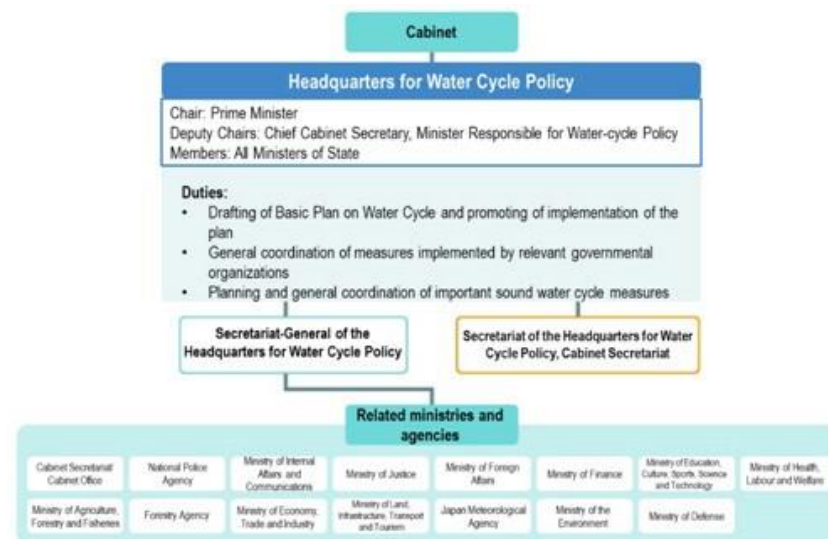 Cabinet
Headquarters for Water Cycle Policy
Chair: Prime Minister
Deputy Chairs: Chief Cabinet Secretary, Minister Responsible for Water-cycle Policy
Members: All Ministers of State
Duties:
• Drafting of Basic Plan on Water Cycle and promoting of implementation of the
plan
• General coordination of measures implemented by relevant governmental
organizations
• Planning and general coordination of important sound water cycle measures
Secretariat-General of the
Headquarters for Water Cycle Policy
Secretariat of the Headquarters for Water
Cycle Policy, Cabinet Secretariat
Related ministries and
agencies
Cabinet Secretariat
Cabinet Office
National Police
Agency
Ministry of Internal
Affairs and
Communications
Ministry of Justice
Ministry of Foreign
Affairs
Ministry of Finance
Ministry of Education,
Culture, Sports, Science
and Technology
Ministry of Health,
Labour and Welfare
Ministry of Agriculture,
Forestry and Fisheries
Forestry Agency
Ministry of Economy,
Trade and Industry
Ministry of Land,
Infrastructure, Transport
and Tourism
Japan Meteorological
Agency
Ministry of the
Environment
Ministry of Defense